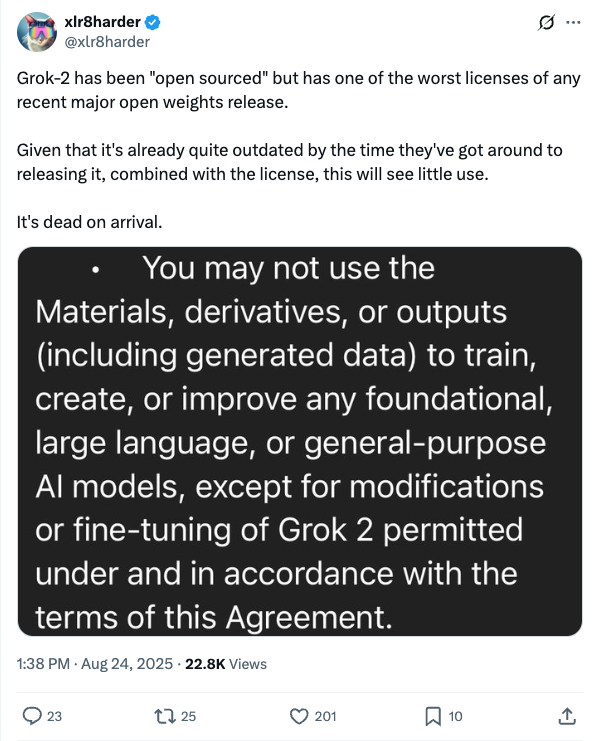 xlr8harder
@xlr8harder
Grok-2 has been "open sourced" but has one of the worst licenses of any
recent major open weights release.
Given that it's already quite outdated by the time they've got around to
releasing it, combined with the license, this will see little use.
It's dead on arrival.
• You may not use the
Materials, derivatives, or outputs
(including generated data) to train,
create, or improve any foundational,
large language, or general-purpose
AI models, except for modifications
or fine-tuning of Grok 2 permitted
under and in accordance with the
terms of this Agreement.
1:38 PM · Aug 24, 2025 · 22.8K Views
23 25 201 10